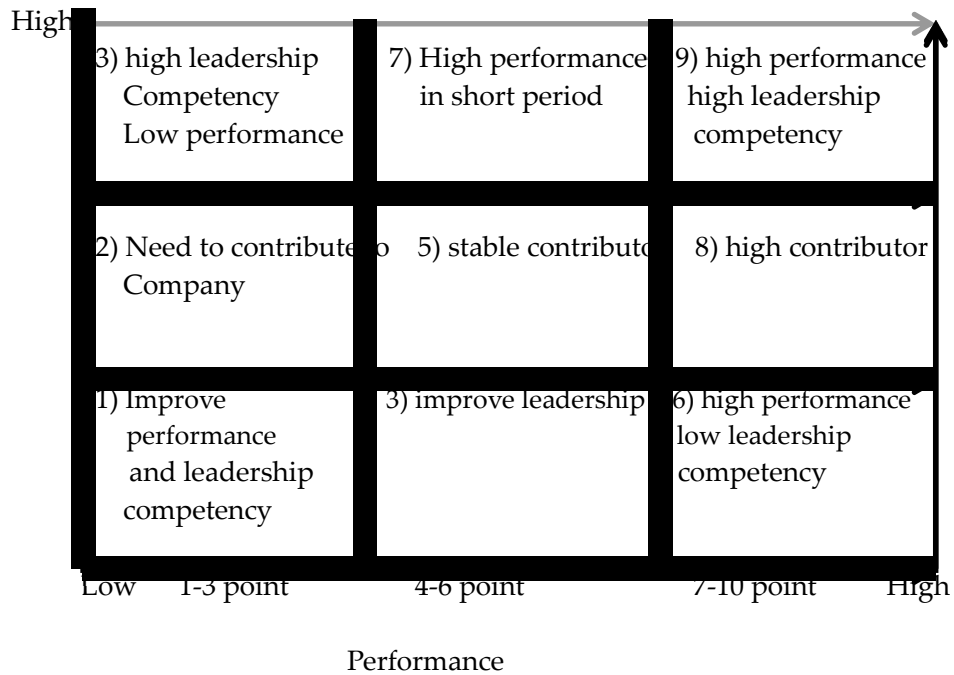 High
3) high leadership
Competency
Low performance
7) High performance
in short period
9) high performance
high leadership
competency
2) Need to contribute to
Company
5) stable contributor
8) high contributor
1) Improve
performance
and leadership
competency
3) improve leadership
6) high performance
low leadership
competency
Low 1-3 point 4-6 point 7-10 point High
Performance